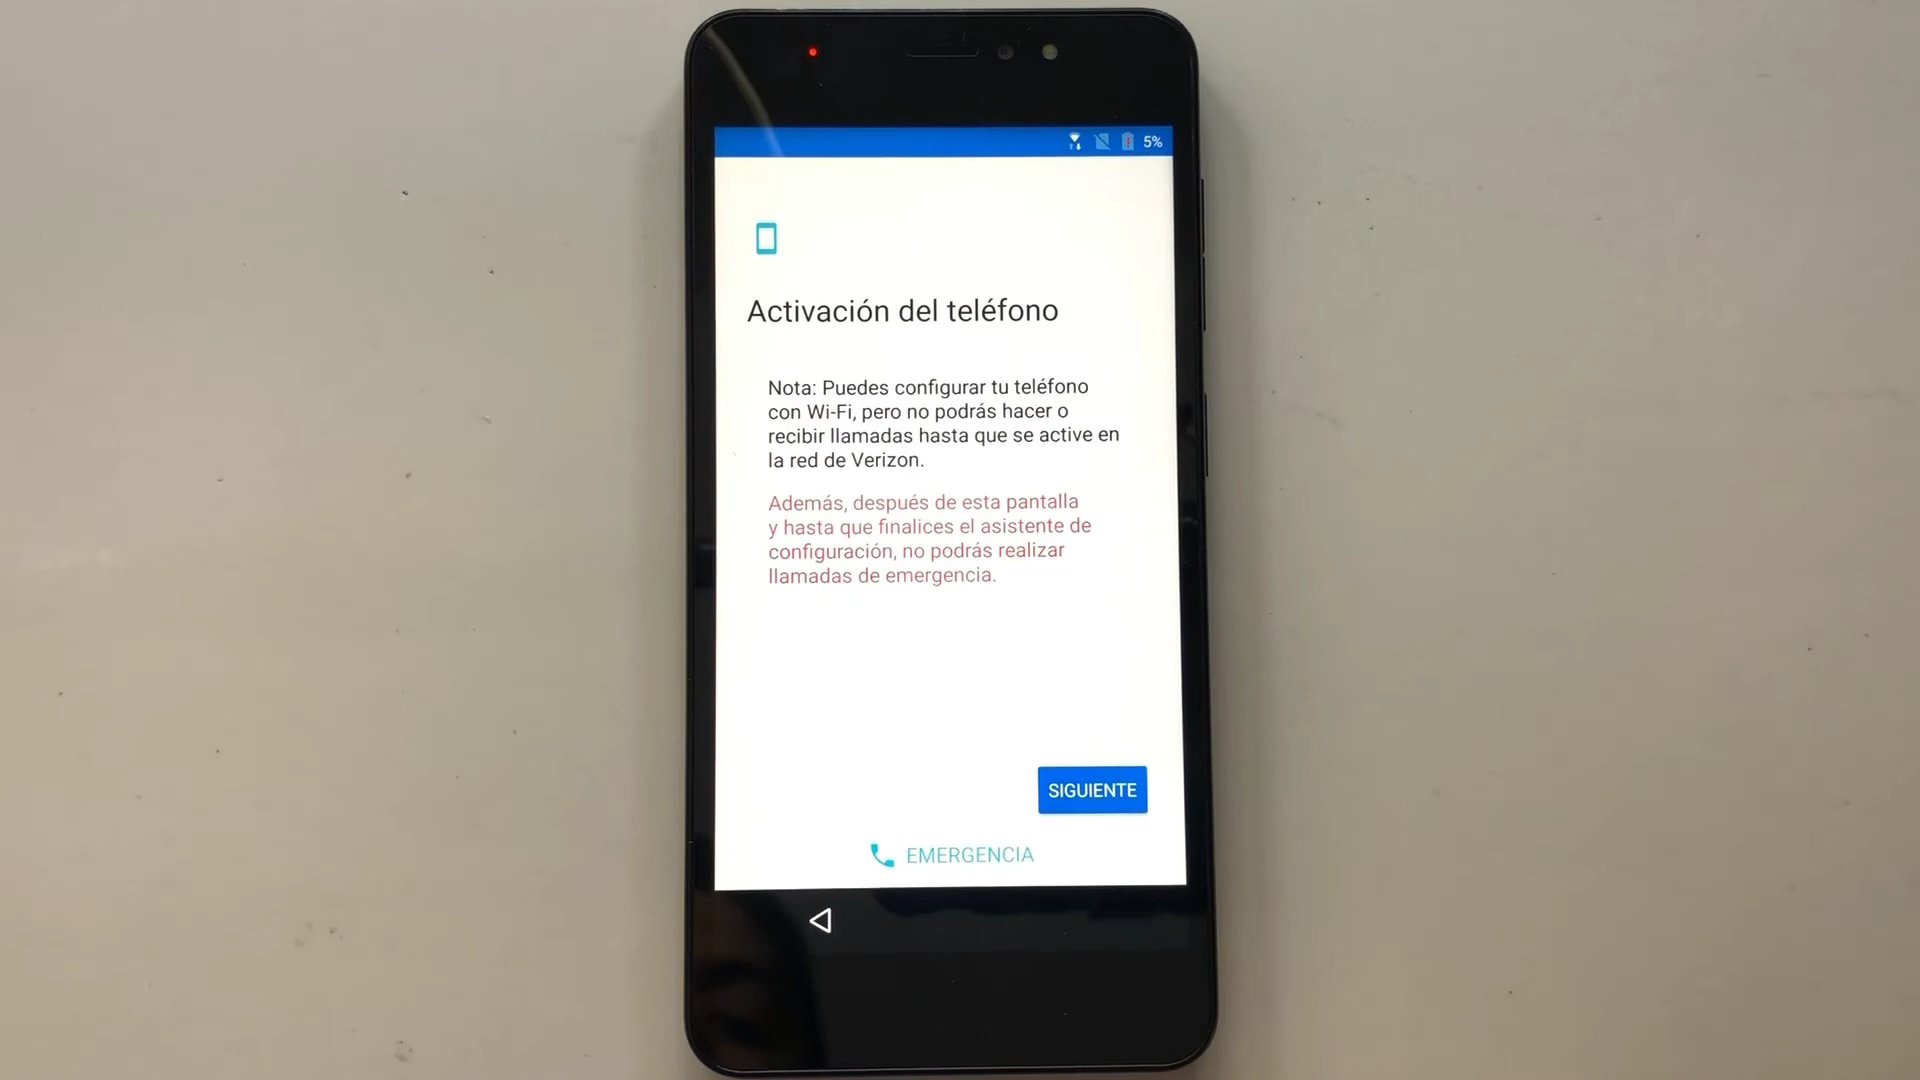 5%
Activación del teléfono
Nota: Puedes configurar tu teléfono
con Wi-Fi, pero no podrás hacer o
recibir llamadas hasta que se active en
la red de Verizon.
Además, después de esta pantalla
y hasta que finalices el asistente de
configuración, no podrás realizar
llamadas de emergencia.
SIGUIENTE
EMERGENCIA